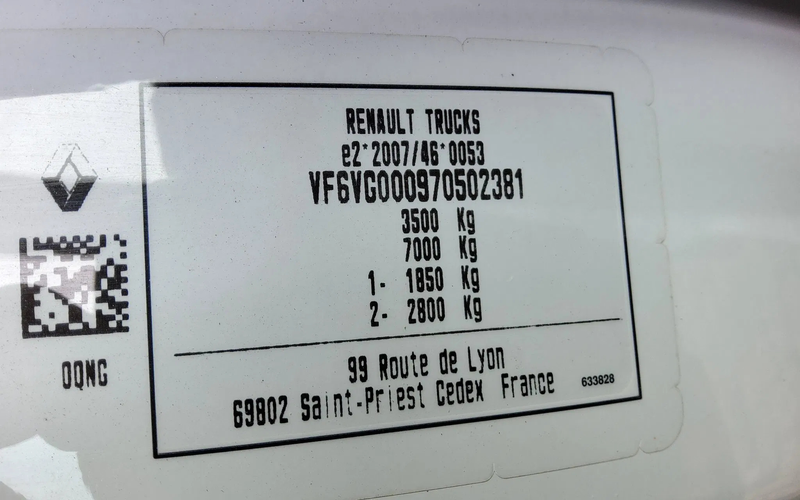 RENAULT TRUCKS
e2*2007/46*0053
VF6VG000970502381
3500 Kg
7000 Kg
1- 1850 Kg
2- 2800 Kg
99 Route de Lyon
69802 Saint-Priest Cedex France
633828
0QNG